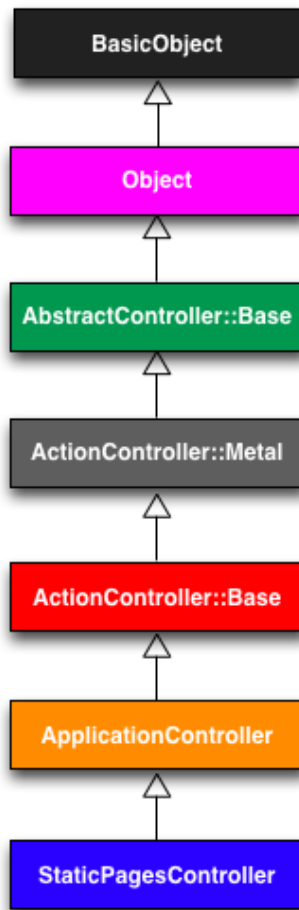 BasicObject
Object
AbstractController::Base
ActionController::Metal
ActionController::Base
ApplicationController
StaticPagesController